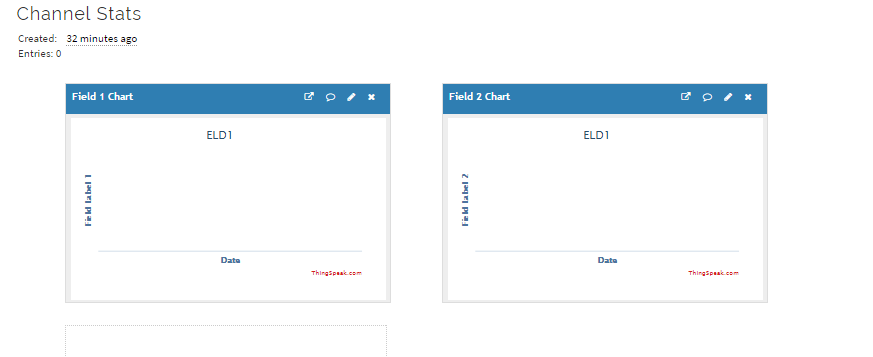 Channel Stats
Created: 32 minutes ago
Entries: 0
Field 1 Chart
ELD1
Field Label 1
Date
ThingSpeak.com
Field 2 Chart
ELD1
Field Label 2
Date
ThingSpeak.com